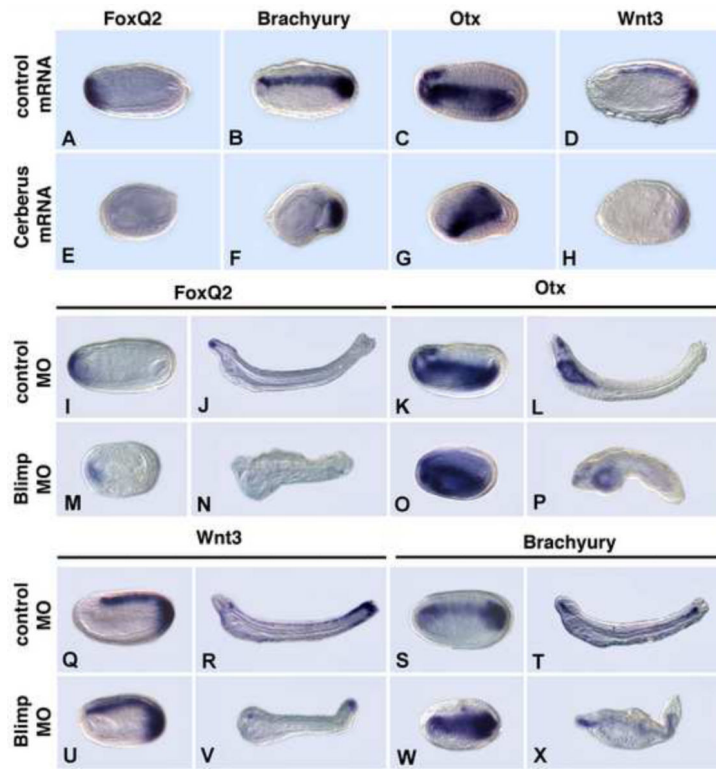 FoxQ2 Brachyury Otx Wnt3
control mRNA
A B C D
Cerberus mRNA
E F G H
FoxQ2 Otx
control MO
I J K L
Blimp MO
M N O P
Wnt3 Brachyury
control MO
Q R S T
Blimp MO
U V W X